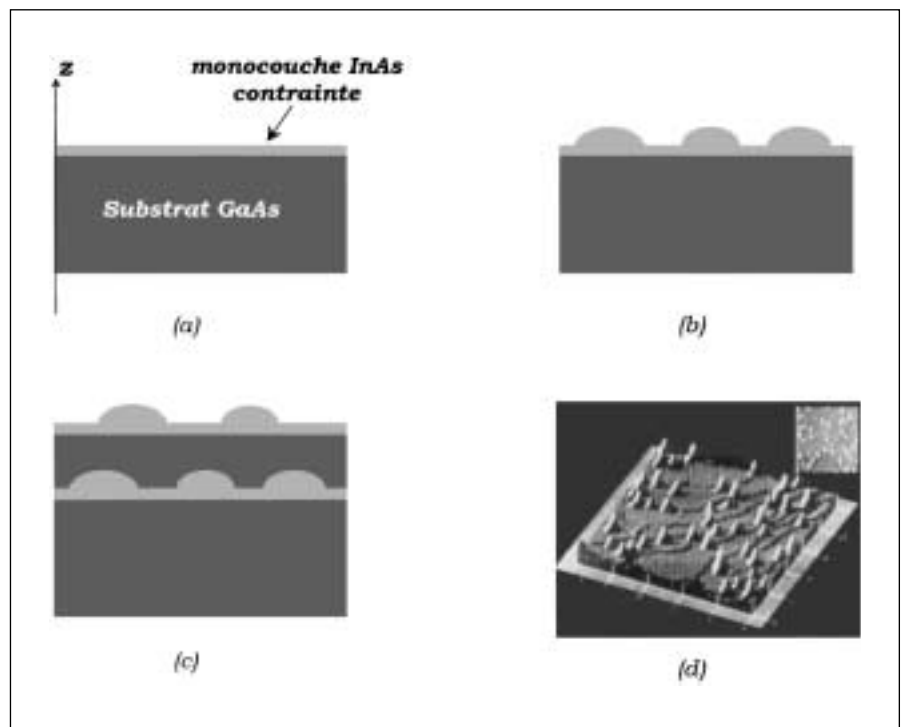 z
monocouche InAs
contrainte
Substrat GaAs
(a)
(b)
(c)
(d)